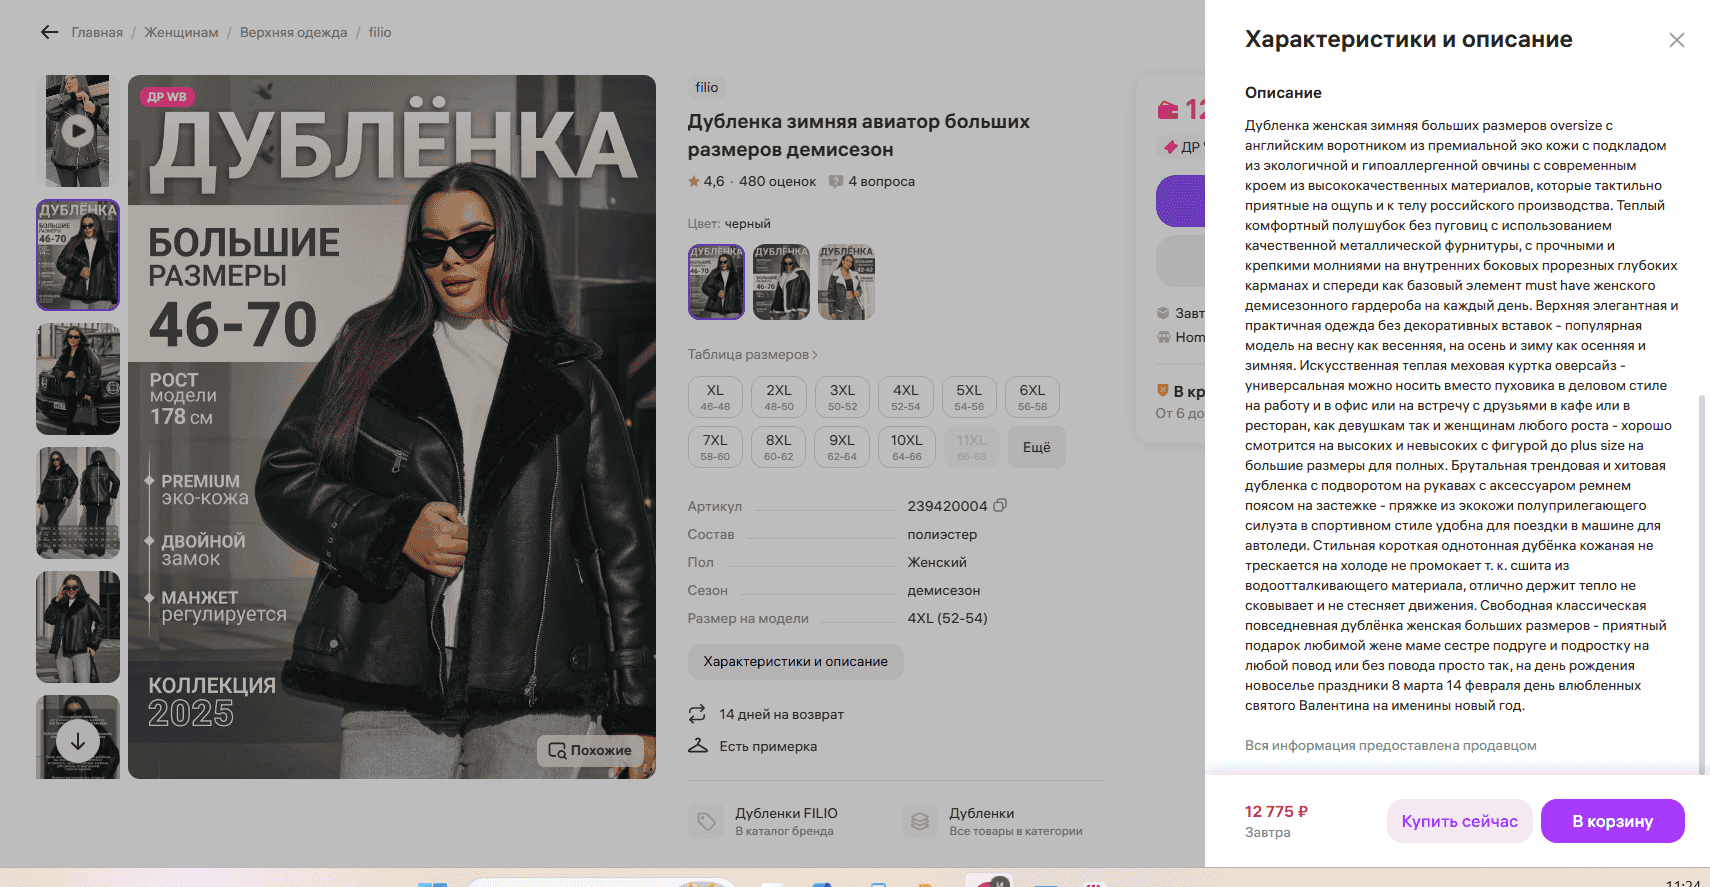 Главная / Женщинам / Верхняя одежда / filio
ДР WB
ДУБЛЁНКА
БОЛЬШИЕ
РАЗМЕРЫ
46-70
РОСТ
модели
178 см
PREMIUM
эко-кожа
ДВОЙНОЙ
замок
МАНЖЕТ
регулируется
КОЛЛЕКЦИЯ
2025
Похожие
ДУБЛЁНКА
БОЛЬШИЕ
РАЗМЕРЫ
46-70
filio
Дубленка зимняя авиатор больших
размеров демисезон
4,6 · 480 оценок 4 вопроса
Цвет: черный
ДУБЛЁНКА
46-70
ДУБЛЁНКА
46-70
ДУБЛЁНКА
42-52
Таблица размеров
XL 2XL 3XL 4XL 5XL 6XL
46-48 48-50 50-52 52-54 54-56 56-58
7XL 8XL 9XL 10XL 11XL Ещё
58-60 60-62 62-64 64-66 66-68
Артикул 239420004
Состав полиэстер
Пол Женский
Сезон демисезон
Размер на модели 4XL (52-54)
Характеристики и описание
14 дней на возврат
Есть примерка
Дубленки FILIO
В каталог бренда
Дубленки
Все товары в категории
12
ДР
Завт
Hom
В кр
От 6 до
Характеристики и описание
Описание
Дубленка женская зимняя больших размеров oversize с
английским воротником из премиальной эко кожи с подкладом
из экологичной и гипоаллергенной овчины с современным
кроем из высококачественных материалов, которые тактильно
приятные на ощупь и к телу российского производства. Теплый
комфортный полушубок без пуговиц с использованием
качественной металлической фурнитуры, с прочными и
крепкими молниями на внутренних боковых прорезных глубоких
карманах и спереди как базовый элемент must have женского
демисезонного гардероба на каждый день. Верхняя элегантная и
практичная одежда без декоративных вставок - популярная
модель на весну как весенняя, на осень и зиму как осенняя и
зимняя. Искусственная теплая меховая куртка оверсайз -
универсальная можно носить вместо пуховика в деловом стиле
на работу и в офис или на встречу с друзьями в кафе или в
ресторан, как девушкам так и женщинам любого роста - хорошо
смотрится на высоких и невысоких с фигурой до plus size на
большие размеры для полных. Брутальная трендовая и хитовая
дубленка с подворотом на рукавах с аксессуаром ремнем
поясом на застежке - пряжке из экокожи полуприлегающего
силуэта в спортивном стиле удобна для поездки в машине для
автоледи. Стильная короткая однотонная дубёнка кожаная не
трескается на холоде не промокает т. к. сшита из
водоотталкивающего материала, отлично держит тепло не
сковывает и не стесняет движения. Свободная классическая
повседневная дублёнка женская больших размеров - приятный
подарок любимой жене маме сестре подруге и подростку на
любой повод или без повода просто так, на день рождения
новоселье праздники 8 марта 14 февраля день влюбленных
святого Валентина на именины новый год.
Вся информация предоставлена продавцом
12 775 ₽
Завтра
Купить сейчас
В корзину
11:24